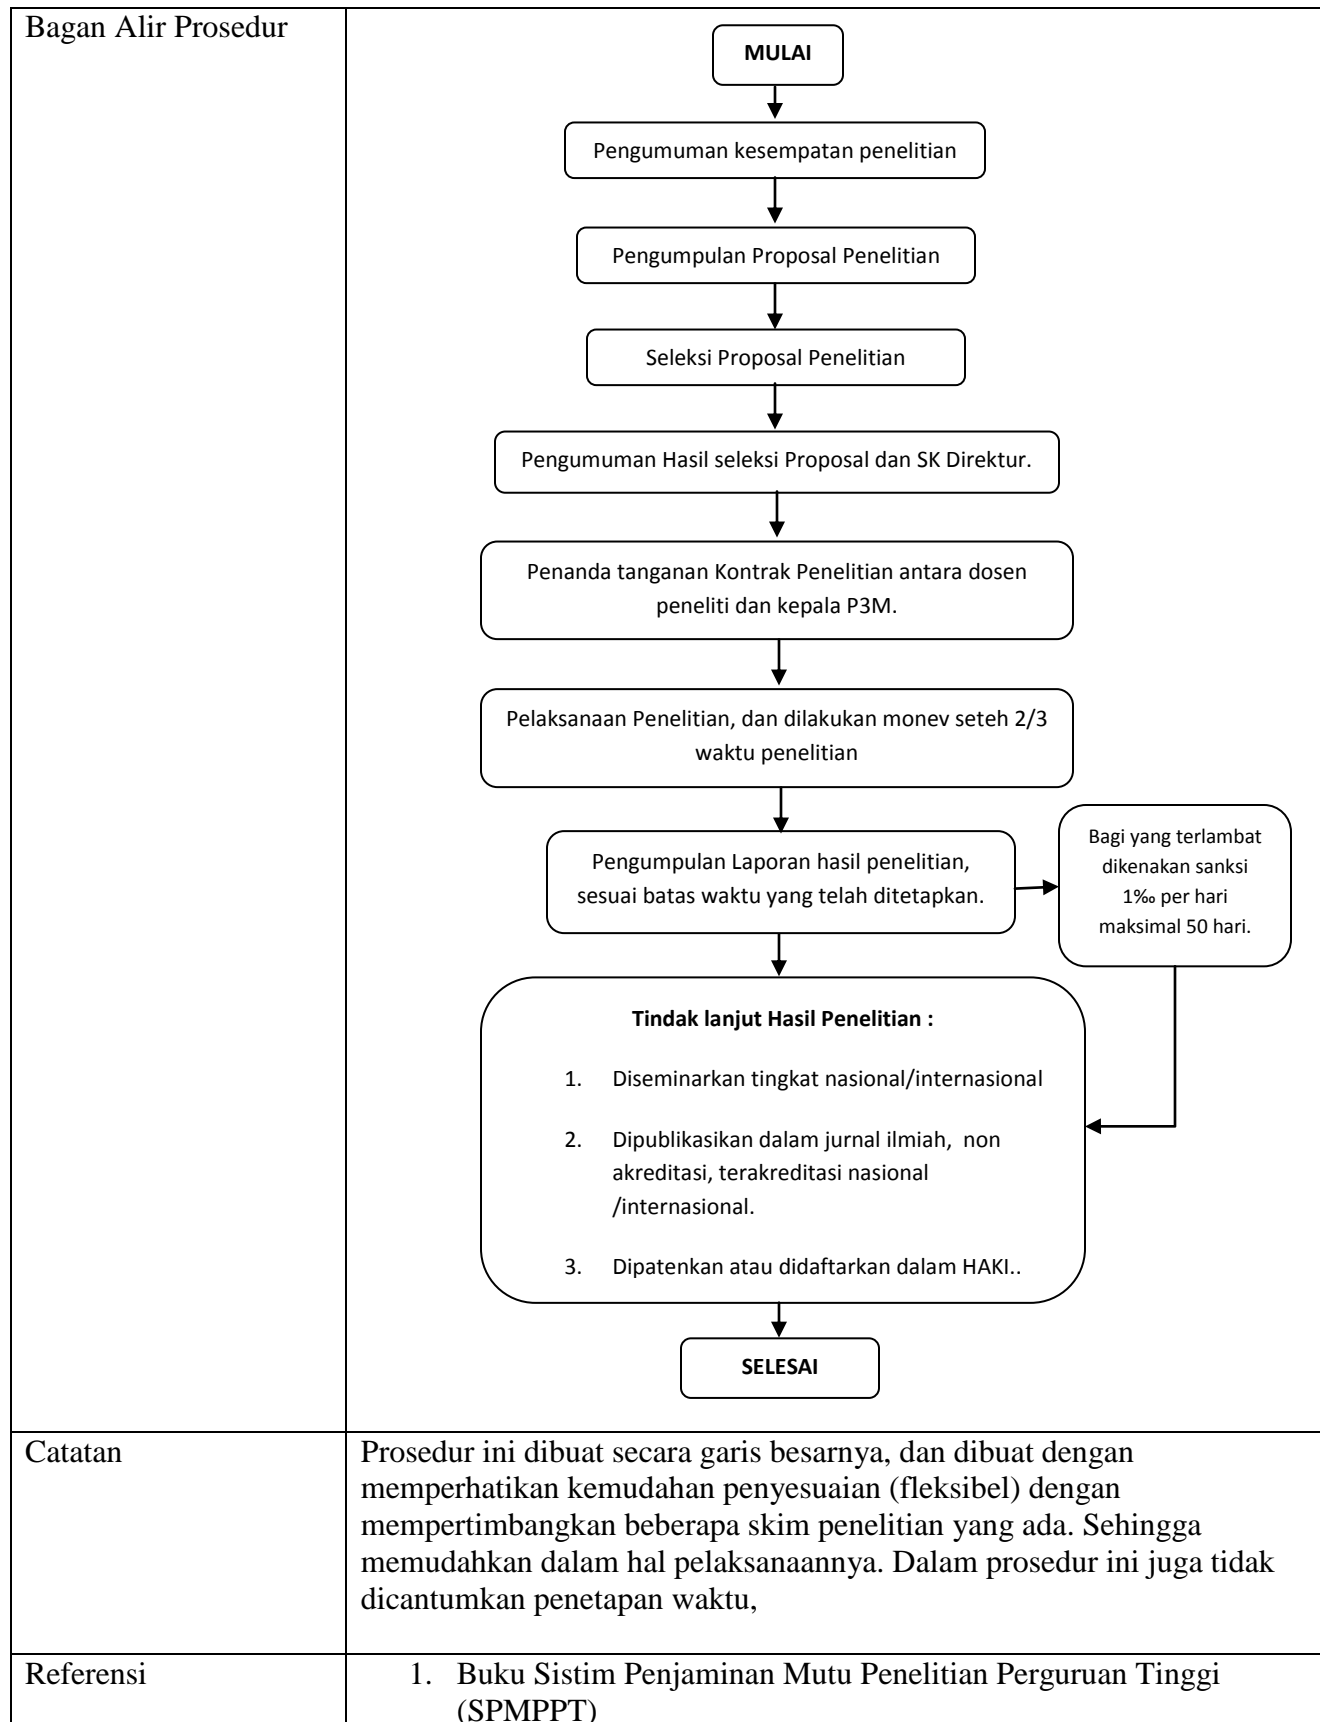 Bagan Alir Prosedur
MULAI
Pengumuman kesempatan penelitian
Pengumpulan Proposal Penelitian
Seleksi Proposal Penelitian
Pengumuman Hasil seleksi Proposal dan SK Direktur.
Penanda tanganan Kontrak Penelitian antara dosen
peneliti dan kepala P3M.
Pelaksanaan Penelitian, dan dilakukan monev seteh 2/3
waktu penelitian
Pengumpulan Laporan hasil penelitian,
sesuai batas waktu yang telah ditetapkan.
Bagi yang terlambat
dikenakan sanksi
1‰ per hari
maksimal 50 hari.
Tindak lanjut Hasil Penelitian :
1. Diseminarkan tingkat nasional/internasional
2. Dipublikasikan dalam jurnal ilmiah, non
akreditasi, terakreditasi nasional
/internasional.
3. Dipatenkan atau didaftarkan dalam HAKI..
SELESAI
Catatan
Prosedur ini dibuat secara garis besarnya, dan dibuat dengan
memperhatikan kemudahan penyesuaian (fleksibel) dengan
mempertimbangkan beberapa skim penelitian yang ada. Sehingga
memudahkan dalam hal pelaksanaannya. Dalam prosedur ini juga tidak
dicantumkan penetapan waktu,
Referensi
1. Buku Sistim Penjaminan Mutu Penelitian Perguruan Tinggi
(SPMPPT)